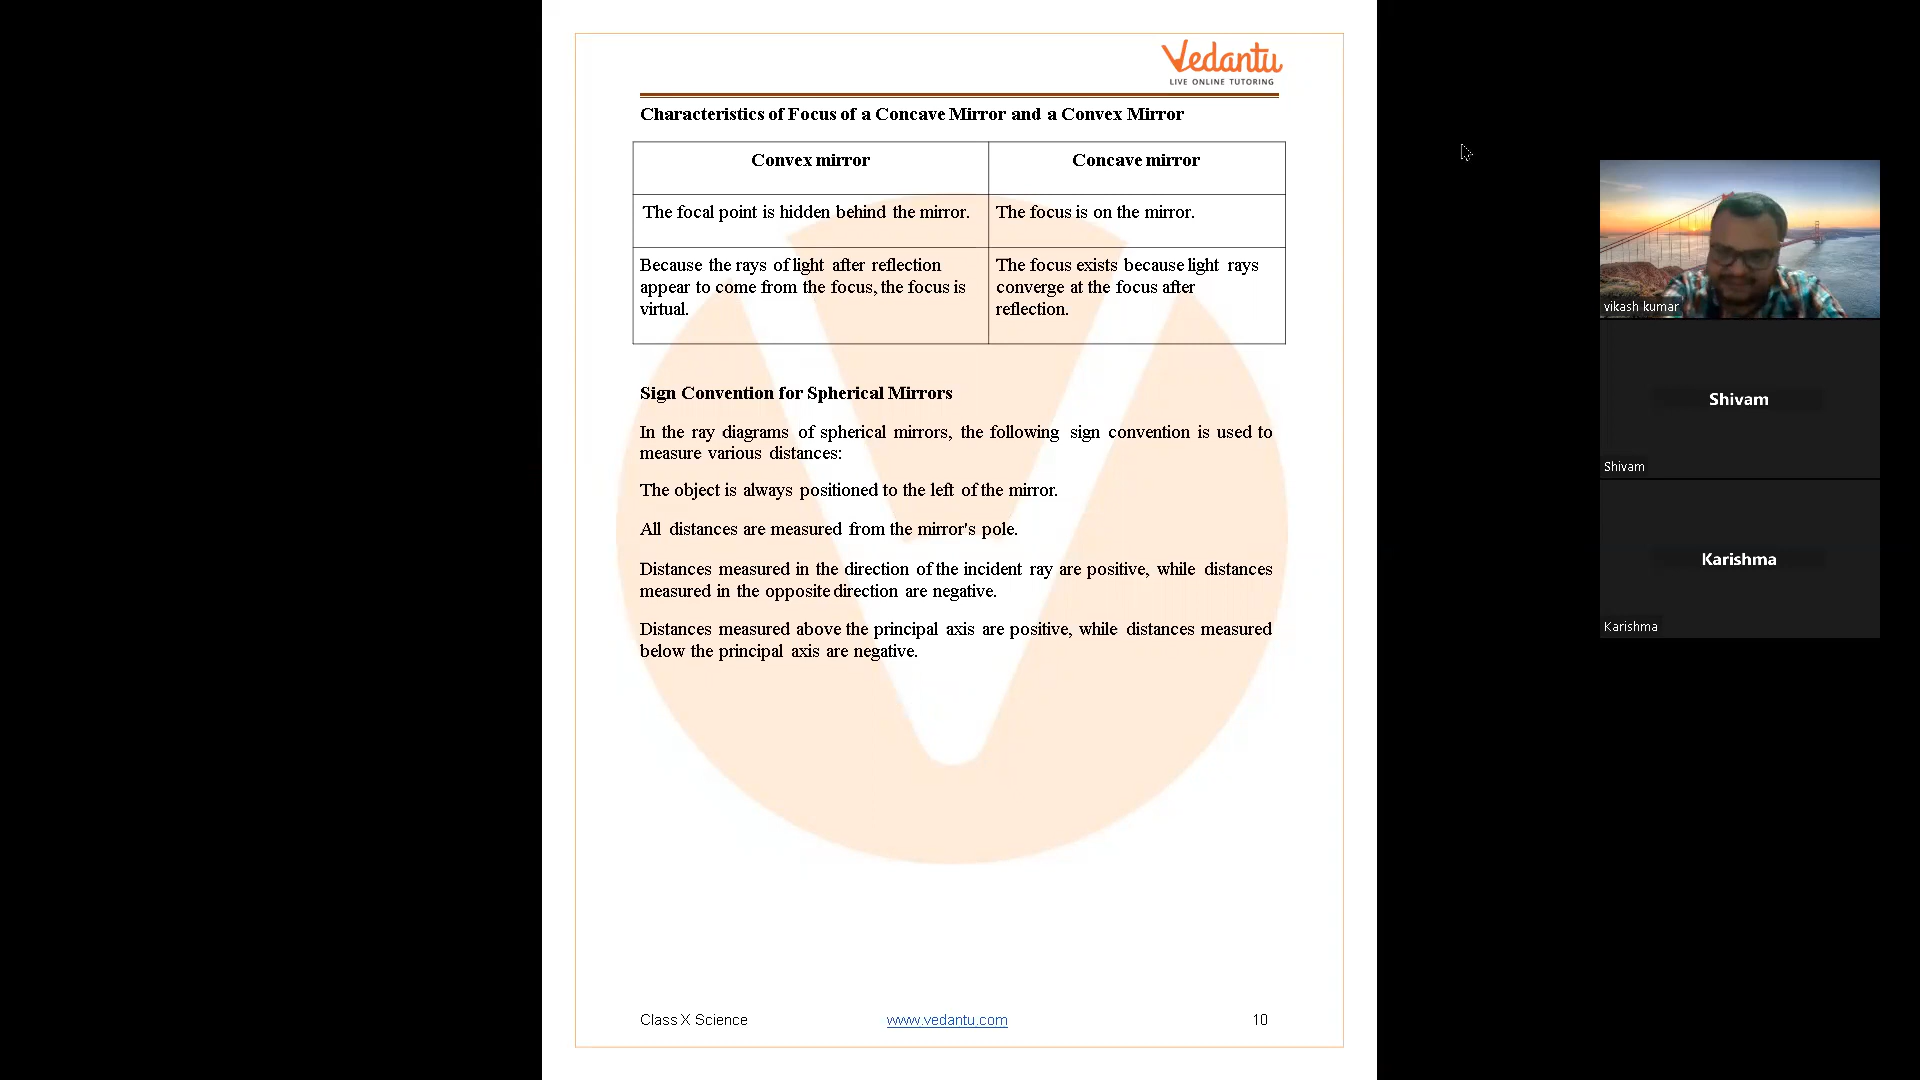 Vedantu
LIVE ONLINE TUTORING
Characteristics of Focus of a Concave Mirror and a Convex Mirror
Convex mirror
Concave mirror
The focal point is hidden behind the mirror.
The focus is on the mirror.
Because the rays of light after reflection
appear to come from the focus, the focus is
virtual.
The focus exists because light rays
converge at the focus after
reflection.
Sign Convention for Spherical Mirrors
In the ray diagrams of spherical mirrors, the following sign convention is used to
measure various distances:
The object is always positioned to the left of the mirror.
All distances are measured from the mirror's pole.
Distances measured in the direction of the incident ray are positive, while distances
measured in the opposite direction are negative.
Distances measured above the principal axis are positive, while distances measured
below the principal axis are negative.
Class X Science
www.vedantu.com
10
vikash kumar
Shivam
Shivam
Karishma
Karishma